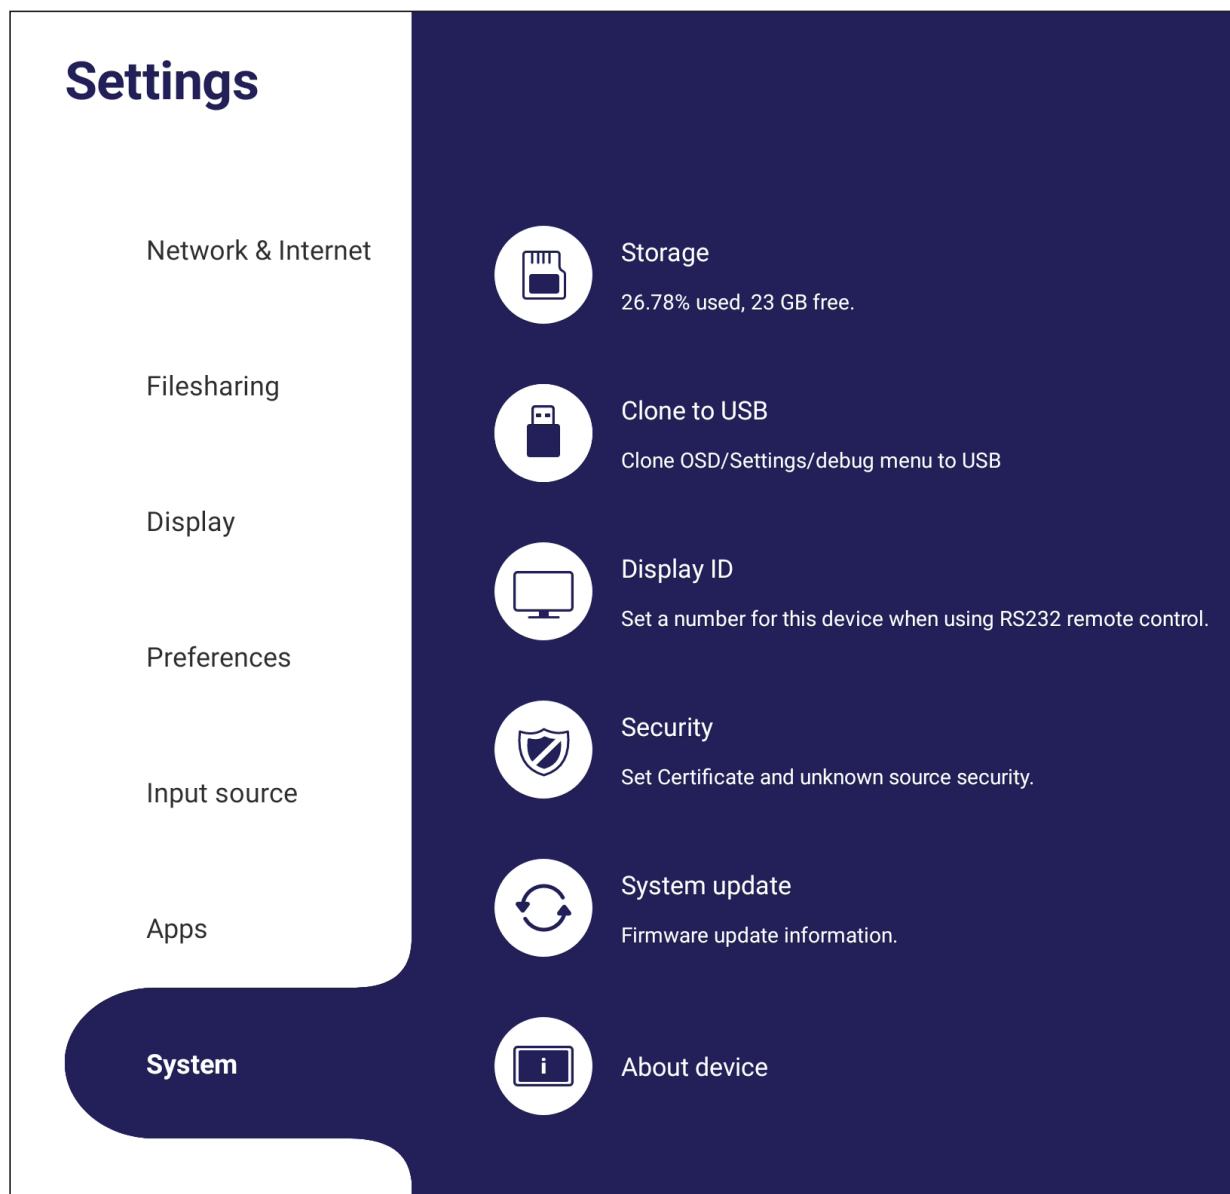 Settings
Network & Internet
Filesharing
Display
Preferences
Input source
Apps
System
Storage
26.78% used, 23 GB free.
Clone to USB
Clone OSD/Settings/debug menu to USB
Display ID
Set a number for this device when using RS232 remote control.
Security
Set Certificate and unknown source security.
System update
Firmware update information.
i
About device